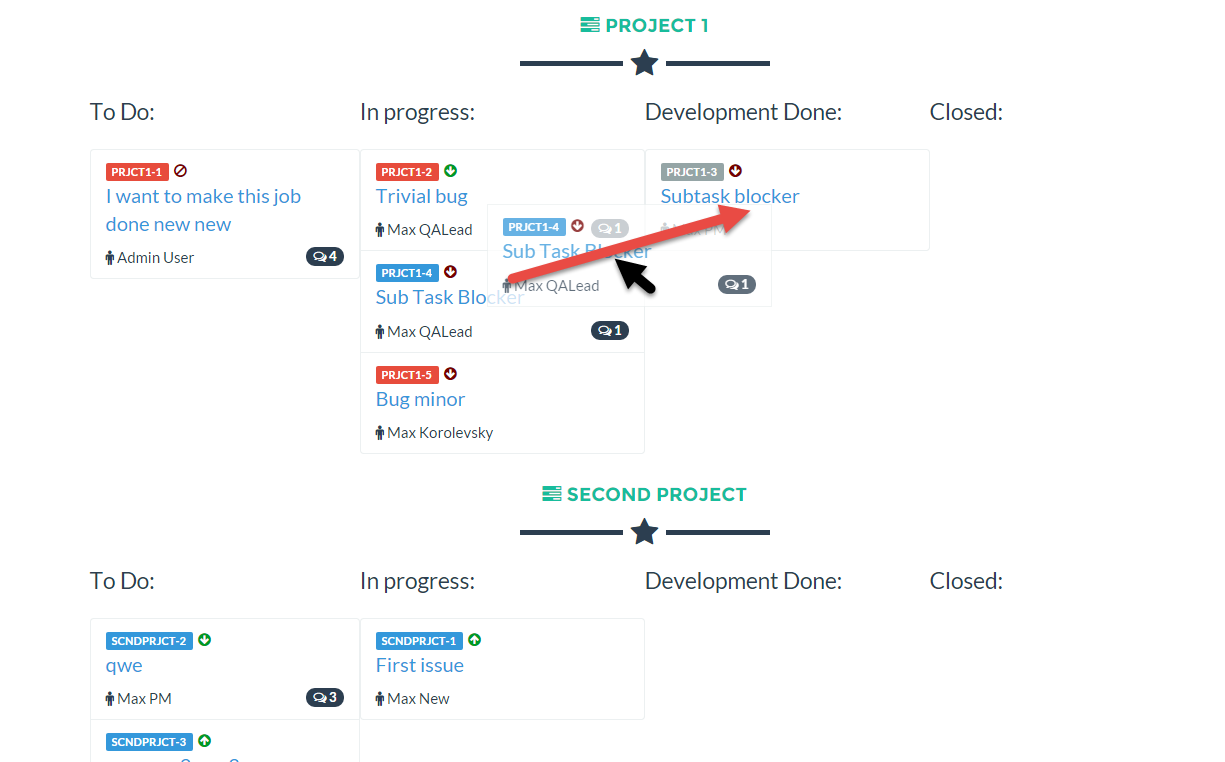 PROJECT 1
To Do:
In progress:
Development Done:
Closed:
PRJCT1-1
I want to make this job
done new new
Admin User
4
PRJCT1-2
Trivial bug
Max QALead
PRJCT1-4
Sub Task Blocker
Max QALead
1
PRJCT1-5
Bug minor
Max Korolevsky
PRJCT1-4
1
Sub Task Blocker
Max QALead
1
PRJCT1-3
Subtask blocker
SECOND PROJECT
To Do:
In progress:
Development Done:
Closed:
SCNDPRJCT-2
qwe
Max PM
3
SCNDPRJCT-3
SCNDPRJCT-1
First issue
Max New